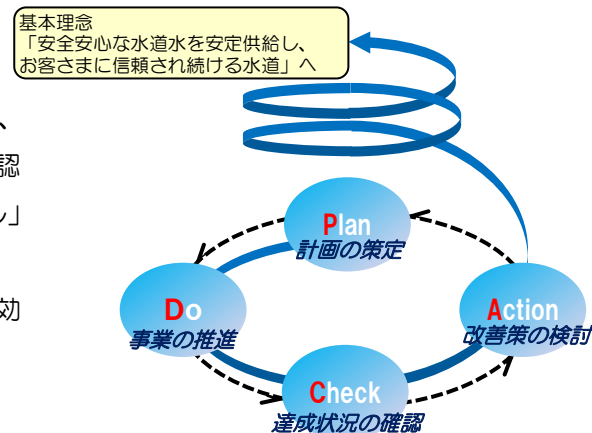 基本理念
「安全安心な水道水を安定供給し、
お客さまに信頼され続ける水道」へ
、
認
ル」
効
Plan
計画の策定
Do
事業の推進
Action
改善策の検討
Check
達成状況の確認